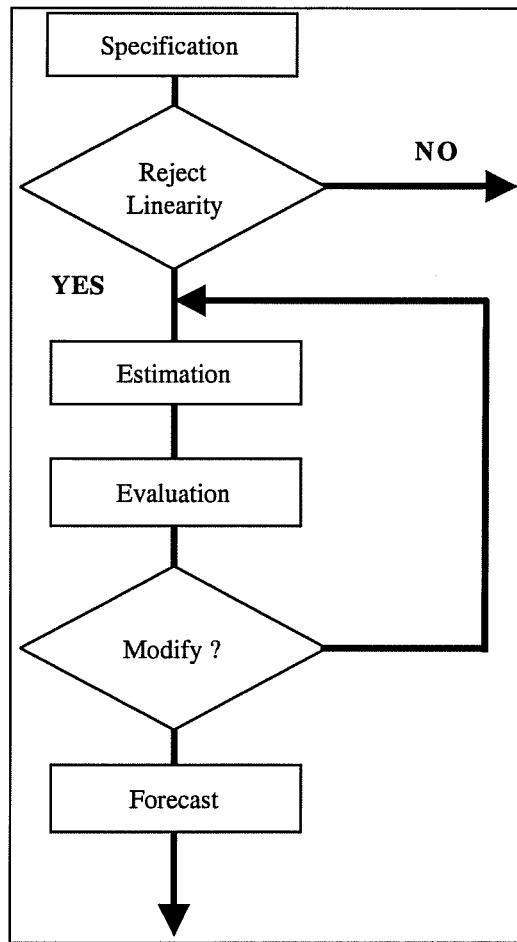 Specification
Reject
Linearity
NO
YES
Estimation
Evaluation
Modify ?
Forecast